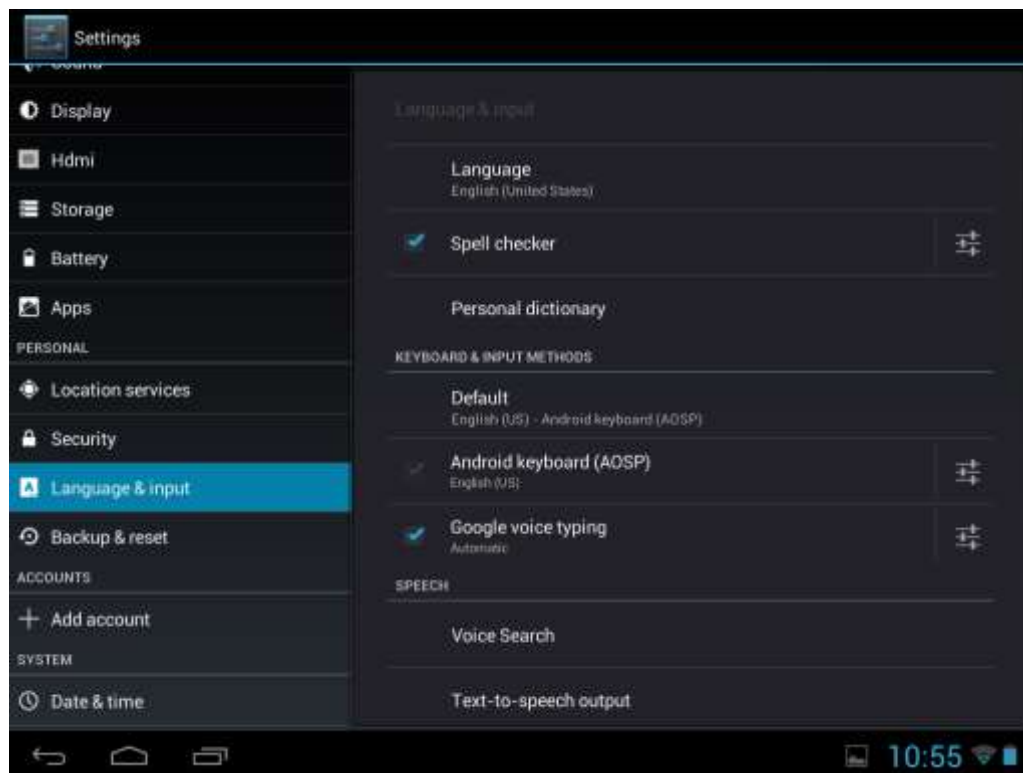 Settings
Sound
Display
Hdmi
Storage
Battery
Apps
PERSONAL
Location services
Security
Language & input
Backup & reset
ACCOUNTS
Add account
SYSTEM
Date & time
Language & input
Language
English (United States)
Spell checker
Personal dictionary
KEYBOARD & INPUT METHODS
Default
English (US) - Android keyboard (AOSP)
Android keyboard (AOSP)
English (US)
Google voice typing
Automatic
SPEECH
Voice Search
Text-to-speech output
10:55